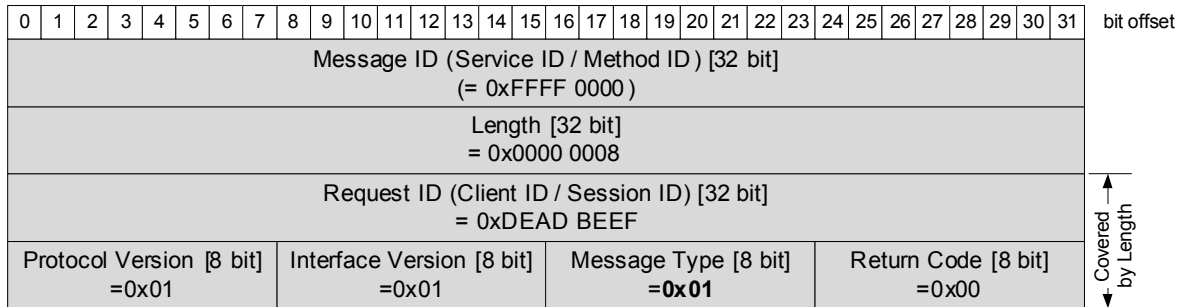 0 1 2 3 4 5 6 7 8 9 10 11 12 13 14 15 16 17 18 19 20 21 22 23 24 25 26 27 28 29 30 31 bit offset
Message ID (Service ID / Method ID) [32 bit]
(= 0xFFFF 0000)
Length [32 bit]
= 0x0000 0008
Request ID (Client ID / Session ID) [32 bit]
= 0xDEAD BEEF
Protocol Version [8 bit]
=0x01
Interface Version [8 bit]
=0x01
Message Type [8 bit]
=0x01
Return Code [8 bit]
=0x00
Covered
by Length